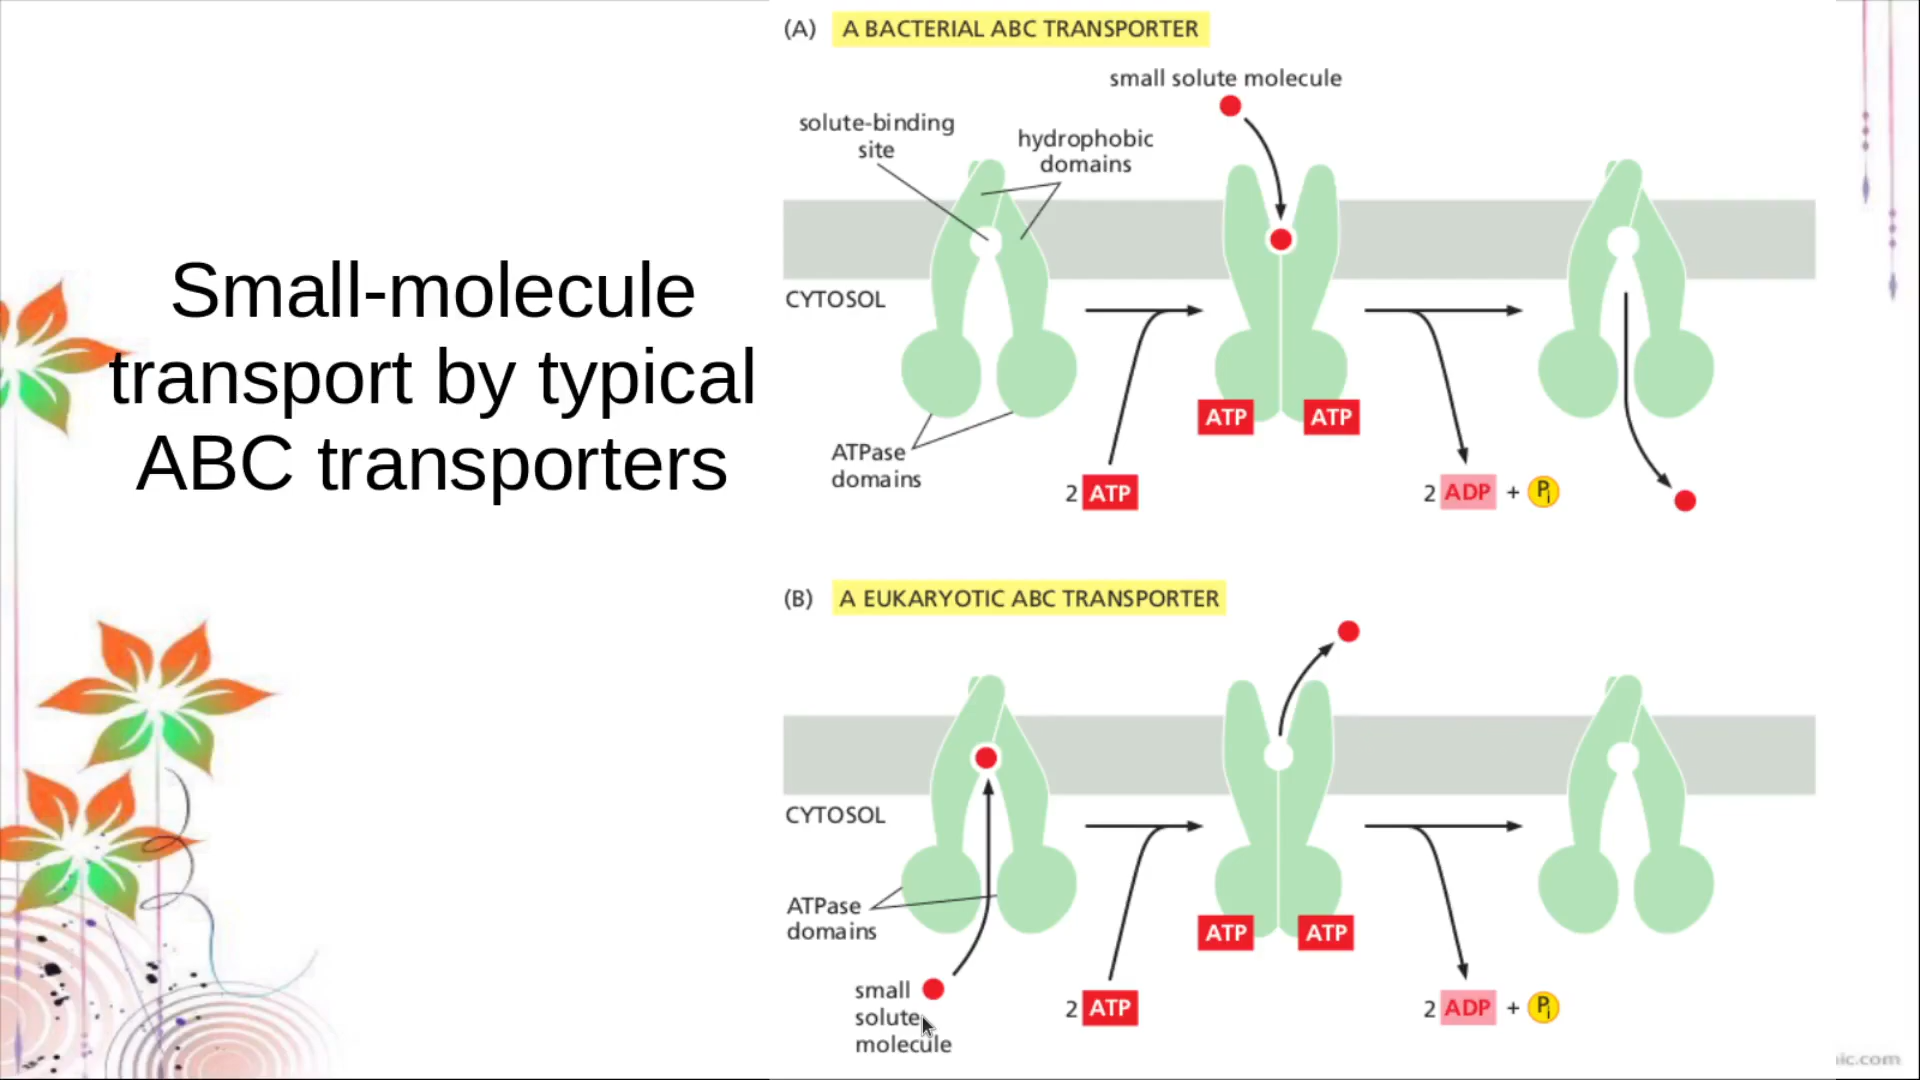 Small-molecule
transport by typical
ABC transporters
(A) A BACTERIAL ABC TRANSPORTER
small solute molecule
solute-binding
site
hydrophobic
domains
CYTOSOL
ATP ATP
ATPase
domains
2 ATP
2 ADP + Pi
(B) A EUKARYOTIC ABC TRANSPORTER
CYTOSOL
ATPase
domains
ATP ATP
small
solute
molecule
2 ATP
2 ADP + Pi
ic.com